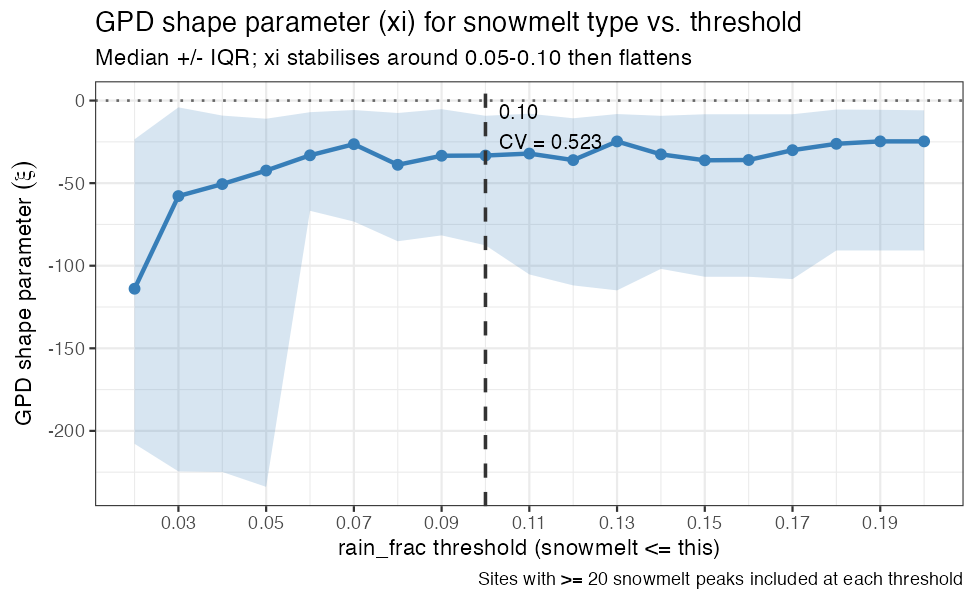 GPD shape parameter (xi) for snowmelt type vs. threshold
Median +/- IQR; xi stabilises around 0.05-0.10 then flattens
0
-50
-100
-150
-200
GPD shape parameter (ξ)
0.10
CV = 0.523
0.03
0.05
0.07
0.09
0.11
0.13
0.15
0.17
0.19
rain_frac threshold (snowmelt <= this)
Sites with >= 20 snowmelt peaks included at each threshold